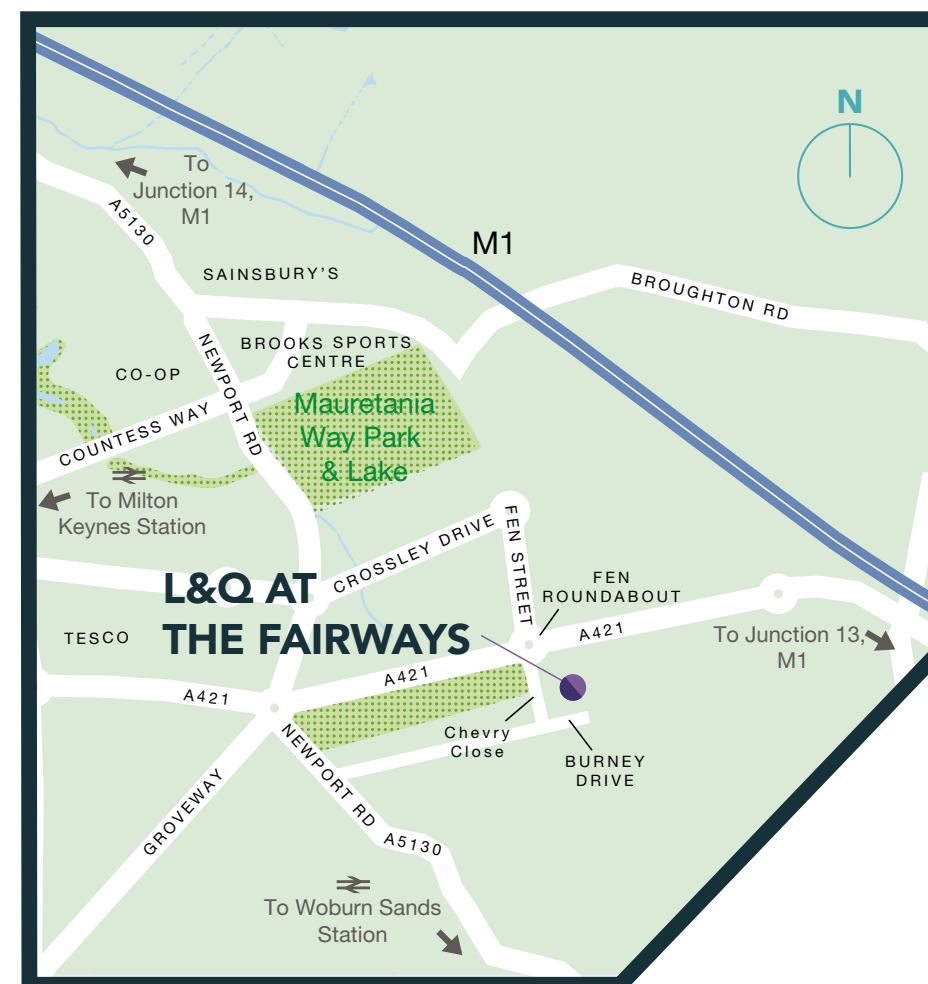 N
To
Junction 14,
M1
A5130
M1
SAINSBURY'S
BROUGHTON RD
BROOKS SPORTS
CENTRE
NEWPORT RD
CO-OP
Mauretania
Way Park
& Lake
COUNTESS WAY
To Milton
Keynes Station
CROSSLEY DRIVE
FEN STREET
L&Q AT
THE FAIRWAYS
FEN
ROUNDABOUT
TESCO
A421
To Junction 13,
M1
A421
A421
Chevry
Close
BURNEY
DRIVE
NEWPORT RD
GROVEWAY
A5130
To Woburn Sands
Station